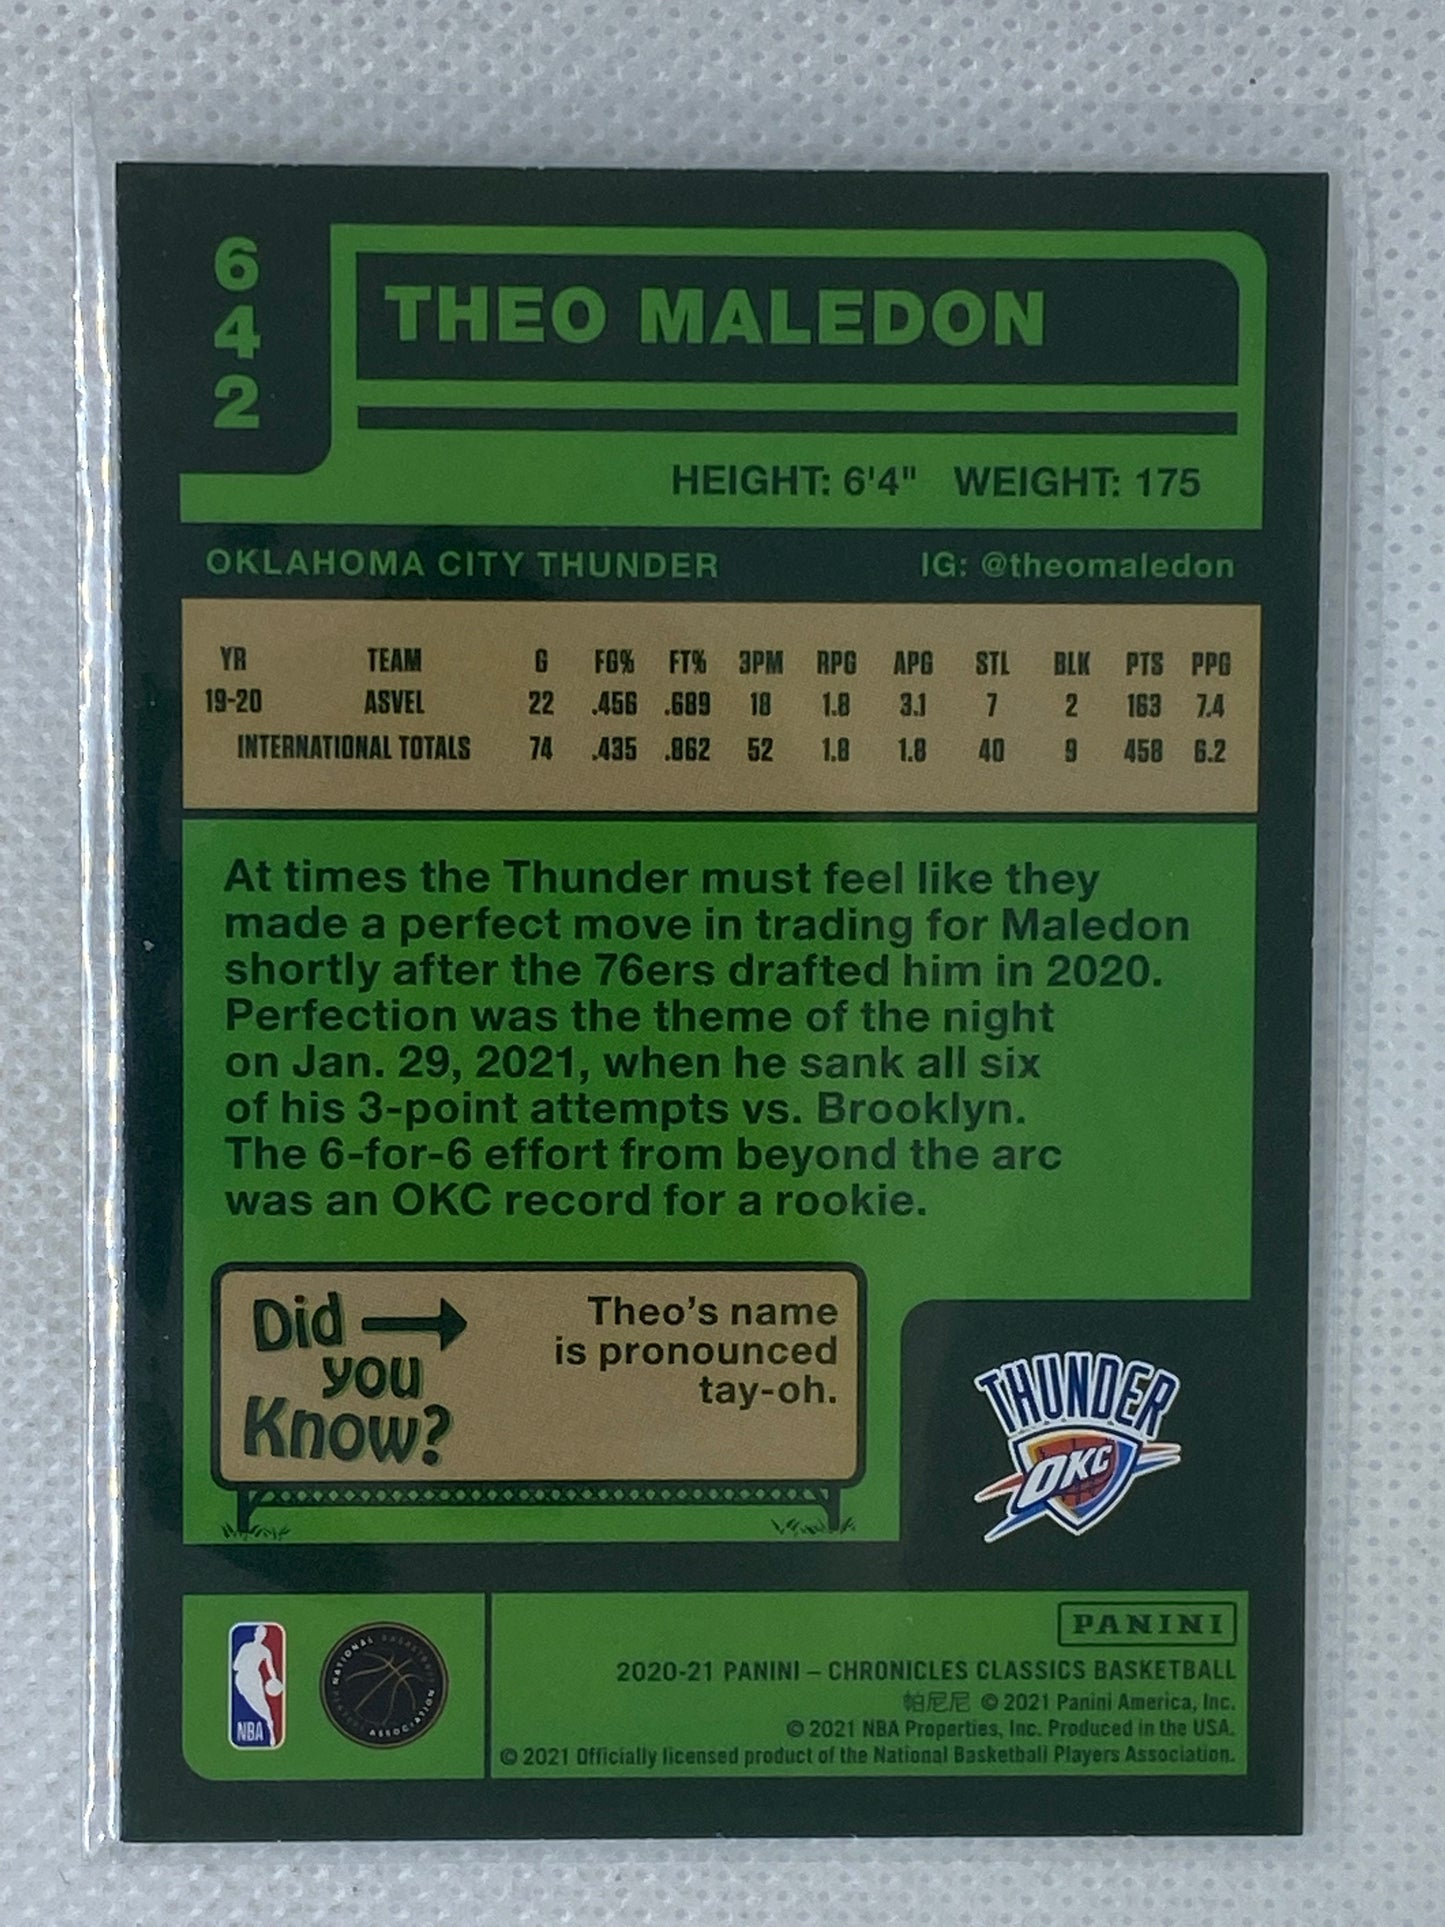 642
THEO MALEDON
HEIGHT: 6'4" WEIGHT: 175
OKLAHOMA CITY THUNDER IG: @theomaledon
YR TEAM G FG% FT% 3PM RPG APG STL BLK PTS PPG
19-20 ASVEL 22 .456 .689 18 1.8 3.1 7 2 163 7.4
INTERNATIONAL TOTALS 74 .435 .862 52 1.8 1.8 40 9 458 6.2
At times the Thunder must feel like they
made a perfect move in trading for Maledon
shortly after the 76ers drafted him in 2020.
Perfection was the theme of the night
on Jan. 29, 2021, when he sank all six
of his 3-point attempts vs. Brooklyn.
The 6-for-6 effort from beyond the arc
was an OKC record for a rookie.
Did
you
Know?
Theo's name
is pronounced
tay-oh.
THUNDER
OKC
NBA
NATIONAL BASKETBALL PLAYERS ASSOCIATION
PANINI
2020-21 PANINI – CHRONICLES CLASSICS BASKETBALL
帕尼尼 © 2021 Panini America, Inc.
© 2021 NBA Properties, Inc. Produced in the USA.
© 2021 Officially licensed product of the National Basketball Players Association.